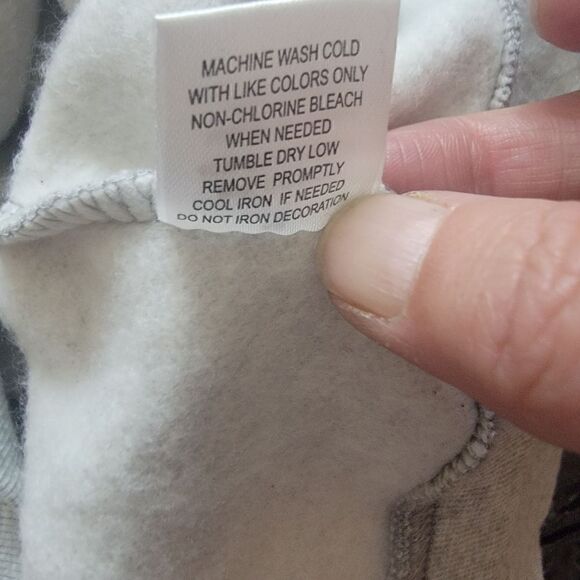 MACHINE WASH COLD
WITH LIKE COLORS ONLY
NON-CHLORINE BLEACH
WHEN NEEDED
TUMBLE DRY LOW
REMOVE PROMPTLY
COOL IRON IF NEEDED
DO NOT IRON DECORATION